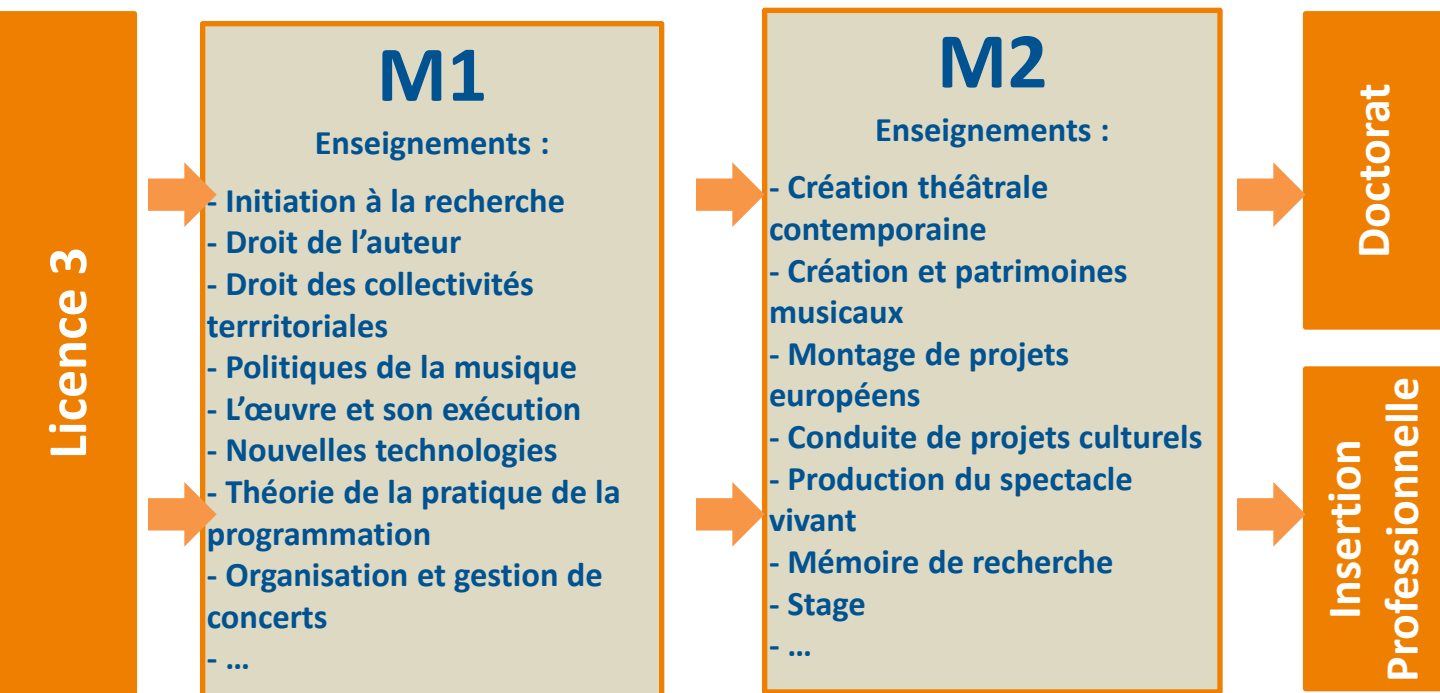 Licence 3
M1
Enseignements :
- Initiation à la recherche
- Droit de l’auteur
- Droit des collectivités
terrritoriales
- Politiques de la musique
- L’œuvre et son exécution
- Nouvelles technologies
- Théorie de la pratique de la
programmation
- Organisation et gestion de
concerts
- …
M2
Enseignements :
- Création théâtrale
contemporaine
- Création et patrimoines
musicaux
- Montage de projets
européens
- Conduite de projets culturels
- Production du spectacle
vivant
- Mémoire de recherche
- Stage
- …
Doctorat
Insertion
Professionnelle